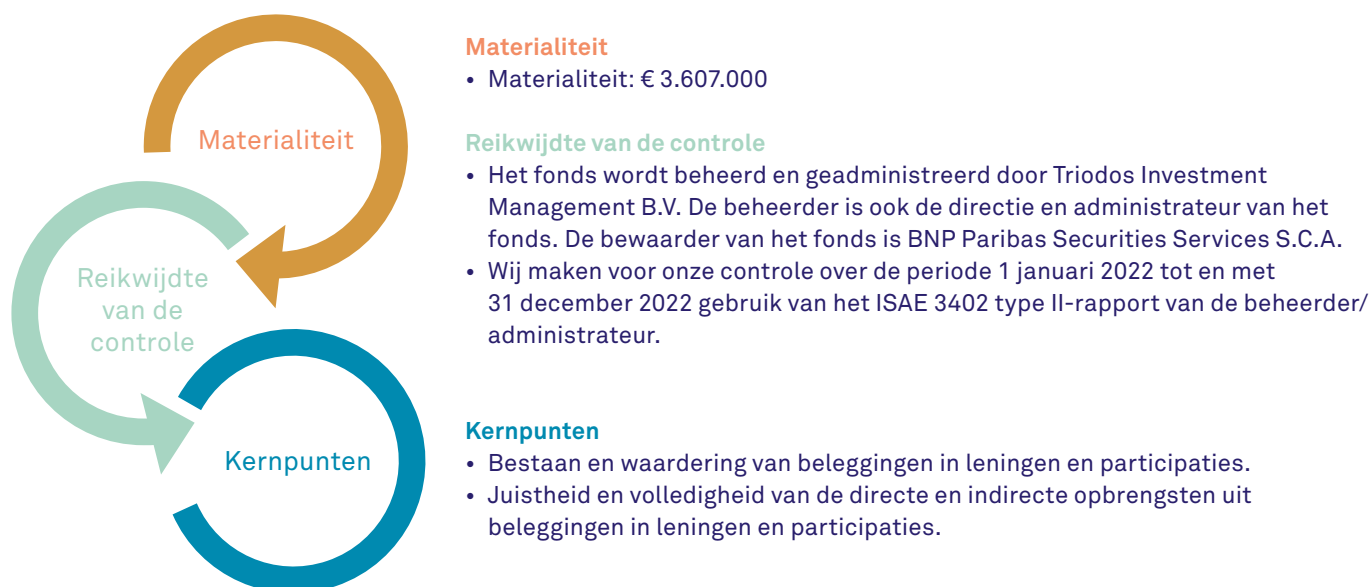 Materialiteit
Reikwijdte
van de
controle
Kernpunten
Materialiteit
• Materialiteit: € 3.607.000
Reikwijdte van de controle
• Het fonds wordt beheerd en geadministreerd door Triodos Investment
Management B.V. De beheerder is ook de directie en administrateur van het
fonds. De bewaarder van het fonds is BNP Paribas Securities Services S.C.A.
• Wij maken voor onze controle over de periode 1 januari 2022 tot en met
31 december 2022 gebruik van het ISAE 3402 type II-rapport van de beheerder/
administrateur.
Kernpunten
• Bestaan en waardering van beleggingen in leningen en participaties.
• Juistheid en volledigheid van de directe en indirecte opbrengsten uit
beleggingen in leningen en participaties.